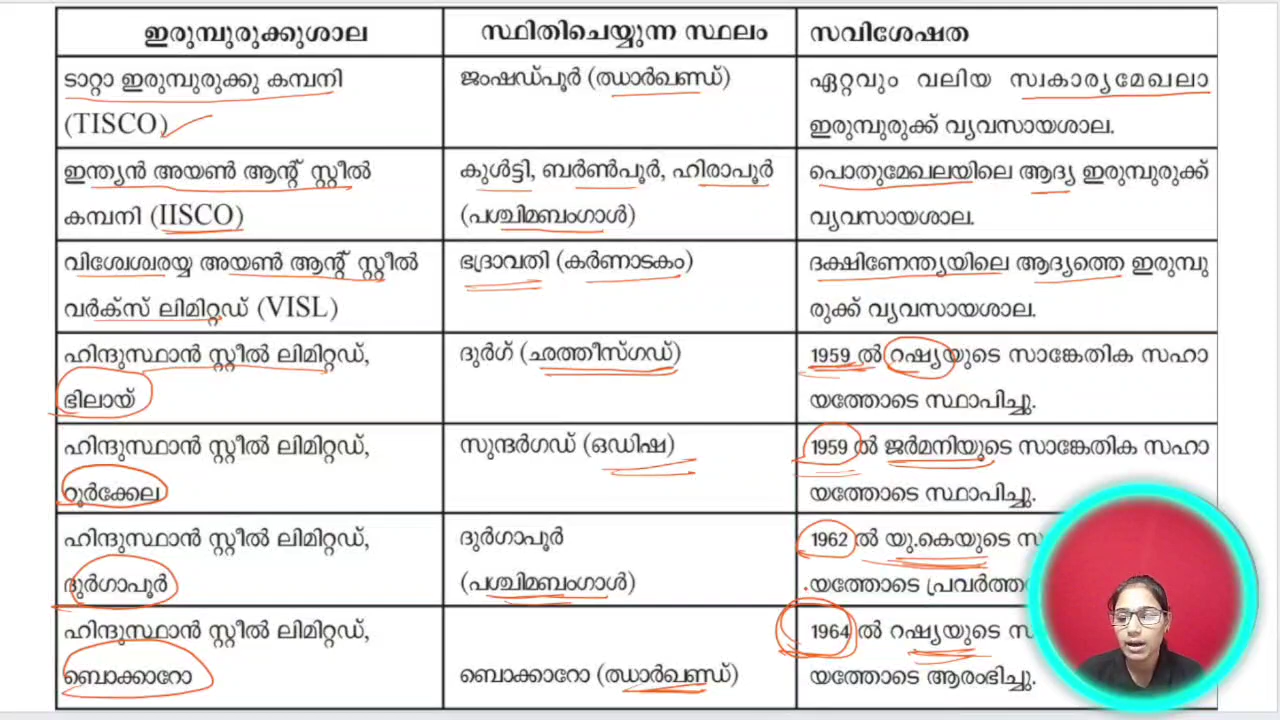 ഇരുമ്പുരുക്കുശാല സ്ഥിതിചെയ്യുന്ന സ്ഥലം സവിശേഷത
ടാറ്റാ ഇരുമ്പുരുക്കു കമ്പനി ജംഷഡ്പൂർ (ഝാർഖണ്ഡ്) ഏറ്റവും വലിയ സ്വകാര്യമേഖലാ
(TISCO) ഇരുമ്പുരുക്ക് വ്യവസായശാല.
ഇന്ത്യൻ അയൺ ആന്റ് സ്റ്റീൽ കുൾട്ടി, ബർൺപൂർ, ഹിരാപൂർ പൊതുമേഖലയിലെ ആദ്യ ഇരുമ്പുരുക്ക്
കമ്പനി (IISCO) (പശ്ചിമബംഗാൾ) വ്യവസായശാല.
വിശ്വേശ്വരയ്യ അയൺ ആന്റ് സ്റ്റീൽ ഭദ്രാവതി (കർണാടകം) ദക്ഷിണേന്ത്യയിലെ ആദ്യത്തെ ഇരുമ്പു
വർക്സ് ലിമിറ്റഡ് (VISL) രുക്ക് വ്യവസായശാല.
ഹിന്ദുസ്ഥാൻ സ്റ്റീൽ ലിമിറ്റഡ്, ദുർഗ് (ഛത്തീസ്ഗഡ്) 1959 ൽ റഷ്യയുടെ സാങ്കേതിക സഹാ
ഭിലായ് യത്തോടെ സ്ഥാപിച്ചു.
ഹിന്ദുസ്ഥാൻ സ്റ്റീൽ ലിമിറ്റഡ്, സുന്ദർഗഡ് (ഒഡിഷ) 1959 ൽ ജർമനിയുടെ സാങ്കേതിക സഹാ
റൂർക്കേല യത്തോടെ സ്ഥാപിച്ചു.
ഹിന്ദുസ്ഥാൻ സ്റ്റീൽ ലിമിറ്റഡ്, ദുർഗാപൂർ 1962 ൽ യു.കെയുടെ
ദുർഗാപൂർ (പശ്ചിമബംഗാൾ) യത്തോടെ
ഹിന്ദുസ്ഥാൻ സ്റ്റീൽ ലിമിറ്റഡ്, 1964 ൽ റഷ്യയുടെ
ബൊക്കാറോ ബൊക്കാറോ (ഝാർഖണ്ഡ്) യത്തോടെ ആരംഭിച്ചു.